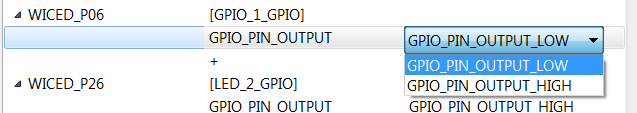 WICED_P06 [GPIO_1_GPIO]
GPIO_PIN_OUTPUT GPIO_PIN_OUTPUT_LOW
GPIO_PIN_OUTPUT_LOW
+
GPIO_PIN_OUTPUT_HIGH
WICED_P26 [LED_2_GPIO]
GPIO_PIN_OUTPUT GPIO_PIN_OUTPUT_HIGH